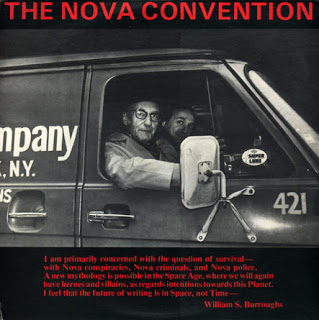 THE NOVA CONVENTION
mpany
, N.Y.
NS
SUPER
LUBE
421
I am primarily concerned with the question of survival—
with Nova conspiracies, Nova criminals, and Nova police.
A new mythology is possible in the Space Age, where we will again
have heroes and villains, as regards intentions towards this Planet.
I feel that the future of writing is in Space, not Time—
William S. Burroughs